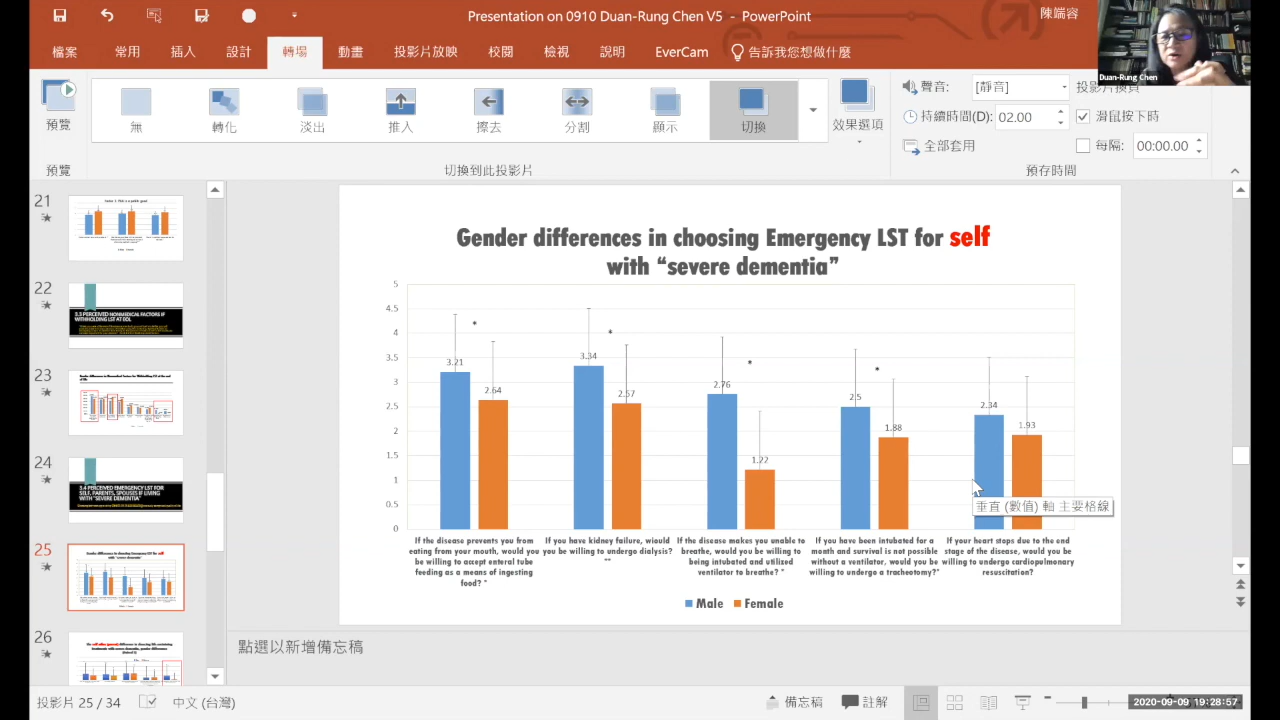 Presentation on 0910 Duan-Rung Chen V5 - PowerPoint
陳端容
Duan-Rung Chen
檔案
常用
插入
設計
轉場
動畫
投影片放映
校閱
檢視
說明
EverCam
告訴我您想做什麼
預覽
無
轉化
淡出
推入
擦去
分割
顯示
切換
效果選項
聲音:
[靜音]
投影片換頁
持續時間(D):
02.00
滑鼠按下時
全部套用
每隔:
00:00.00
預覽
切換到此投影片
預存時間
21
22
3.3 PERCEIVED NONMEDICAL FACTORS IF
WITHHOLDING LST AT EOL
23
24
3.4 PERCEIVED EMERGENCY LST FOR
SELF, PARENTS, SPOUSES IF LIVING
WITH "SEVERE DEMENTIA"
25
26
Gender differences in choosing Emergency LST for self
with “severe dementia”
5
4.5
4
3.5
3
2.5
2
1.5
1
0.5
0
3.21
2.64
*
3.34
2.57
*
2.76
1.22
*
2.5
1.88
*
2.34
1.93
垂直 (數值) 軸 主要格線
If the disease prevents you from
eating from your mouth, would you
be willing to accept enteral tube
feeding as a means of ingesting
food? *
If you have kidney failure, wiould
you be willing to undergo dialysis?
**
If the disease makes you unable to
breathe, would you be willing to
being intubated and utilized
ventilator to breathe? *
If you have been intubated for a
month and survival is not possible
without a ventilator, would you be
willing to undergo a tracheotomy?*
If your heart stops due to the end
stage of the disease, would you be
willing to undergo cardiopulmonary
resuscitation?
Male
Female
點選以新增備忘稿
投影片 25 / 34
中文 (台灣)
備忘稿
註解
2020-09-09 19:28:57